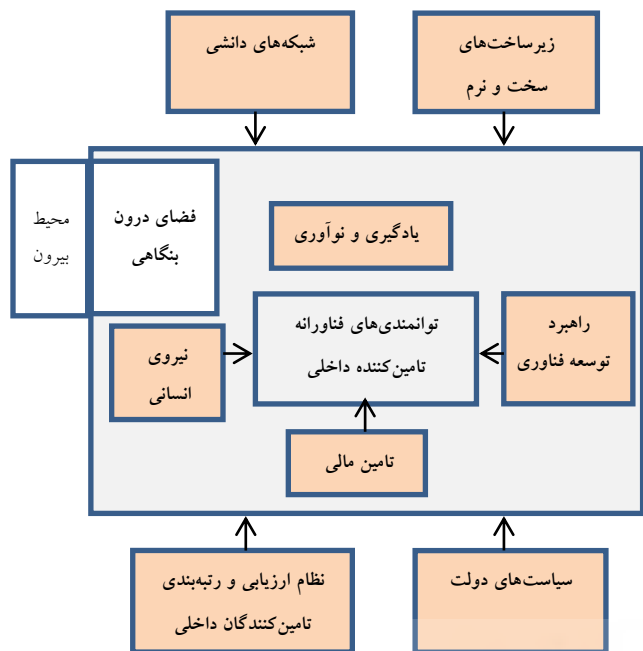 زیرساخت‌های
سخت و نرم
شبکه‌های دانشی
محیط
بیرون
فضای درون
بنگاهی
یادگیری و نوآوری
راهبرد
توسعه فناوری
توانمندی‌های فناورانه
تامین‌کننده داخلی
نیروی
انسانی
تامین مالی
سیاست‌های دولت
نظام ارزیابی و رتبه‌بندی
تامین‌کنندگان داخلی